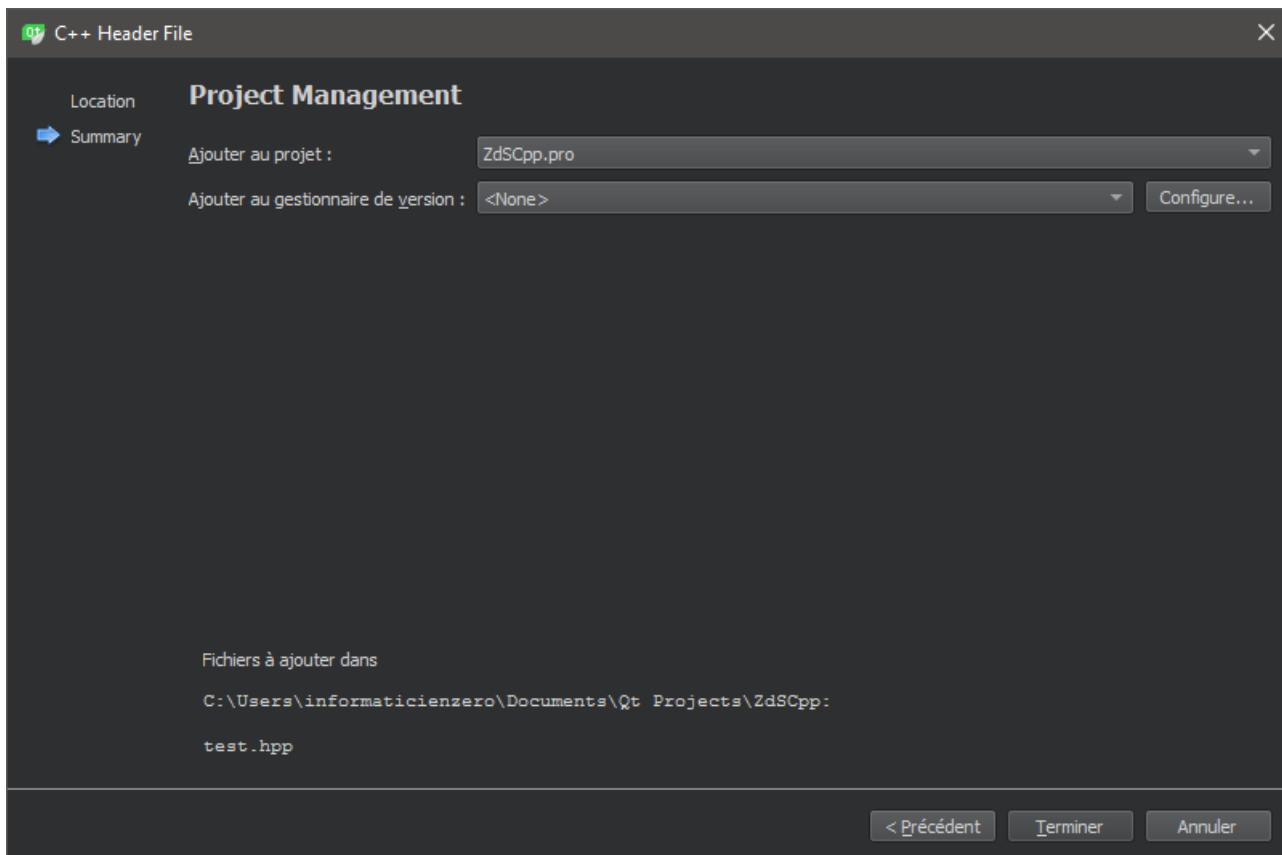 C++ Header File
Location
Summary
Project Management
Ajouter au projet :
ZdSCpp.pro
Ajouter au gestionnaire de version :
<None>
Configure...
Fichiers à ajouter dans
C:\Users\informaticienzero\Documents\Qt Projects\ZdSCpp:
test.hpp
< Précédent
Terminer
Annuler